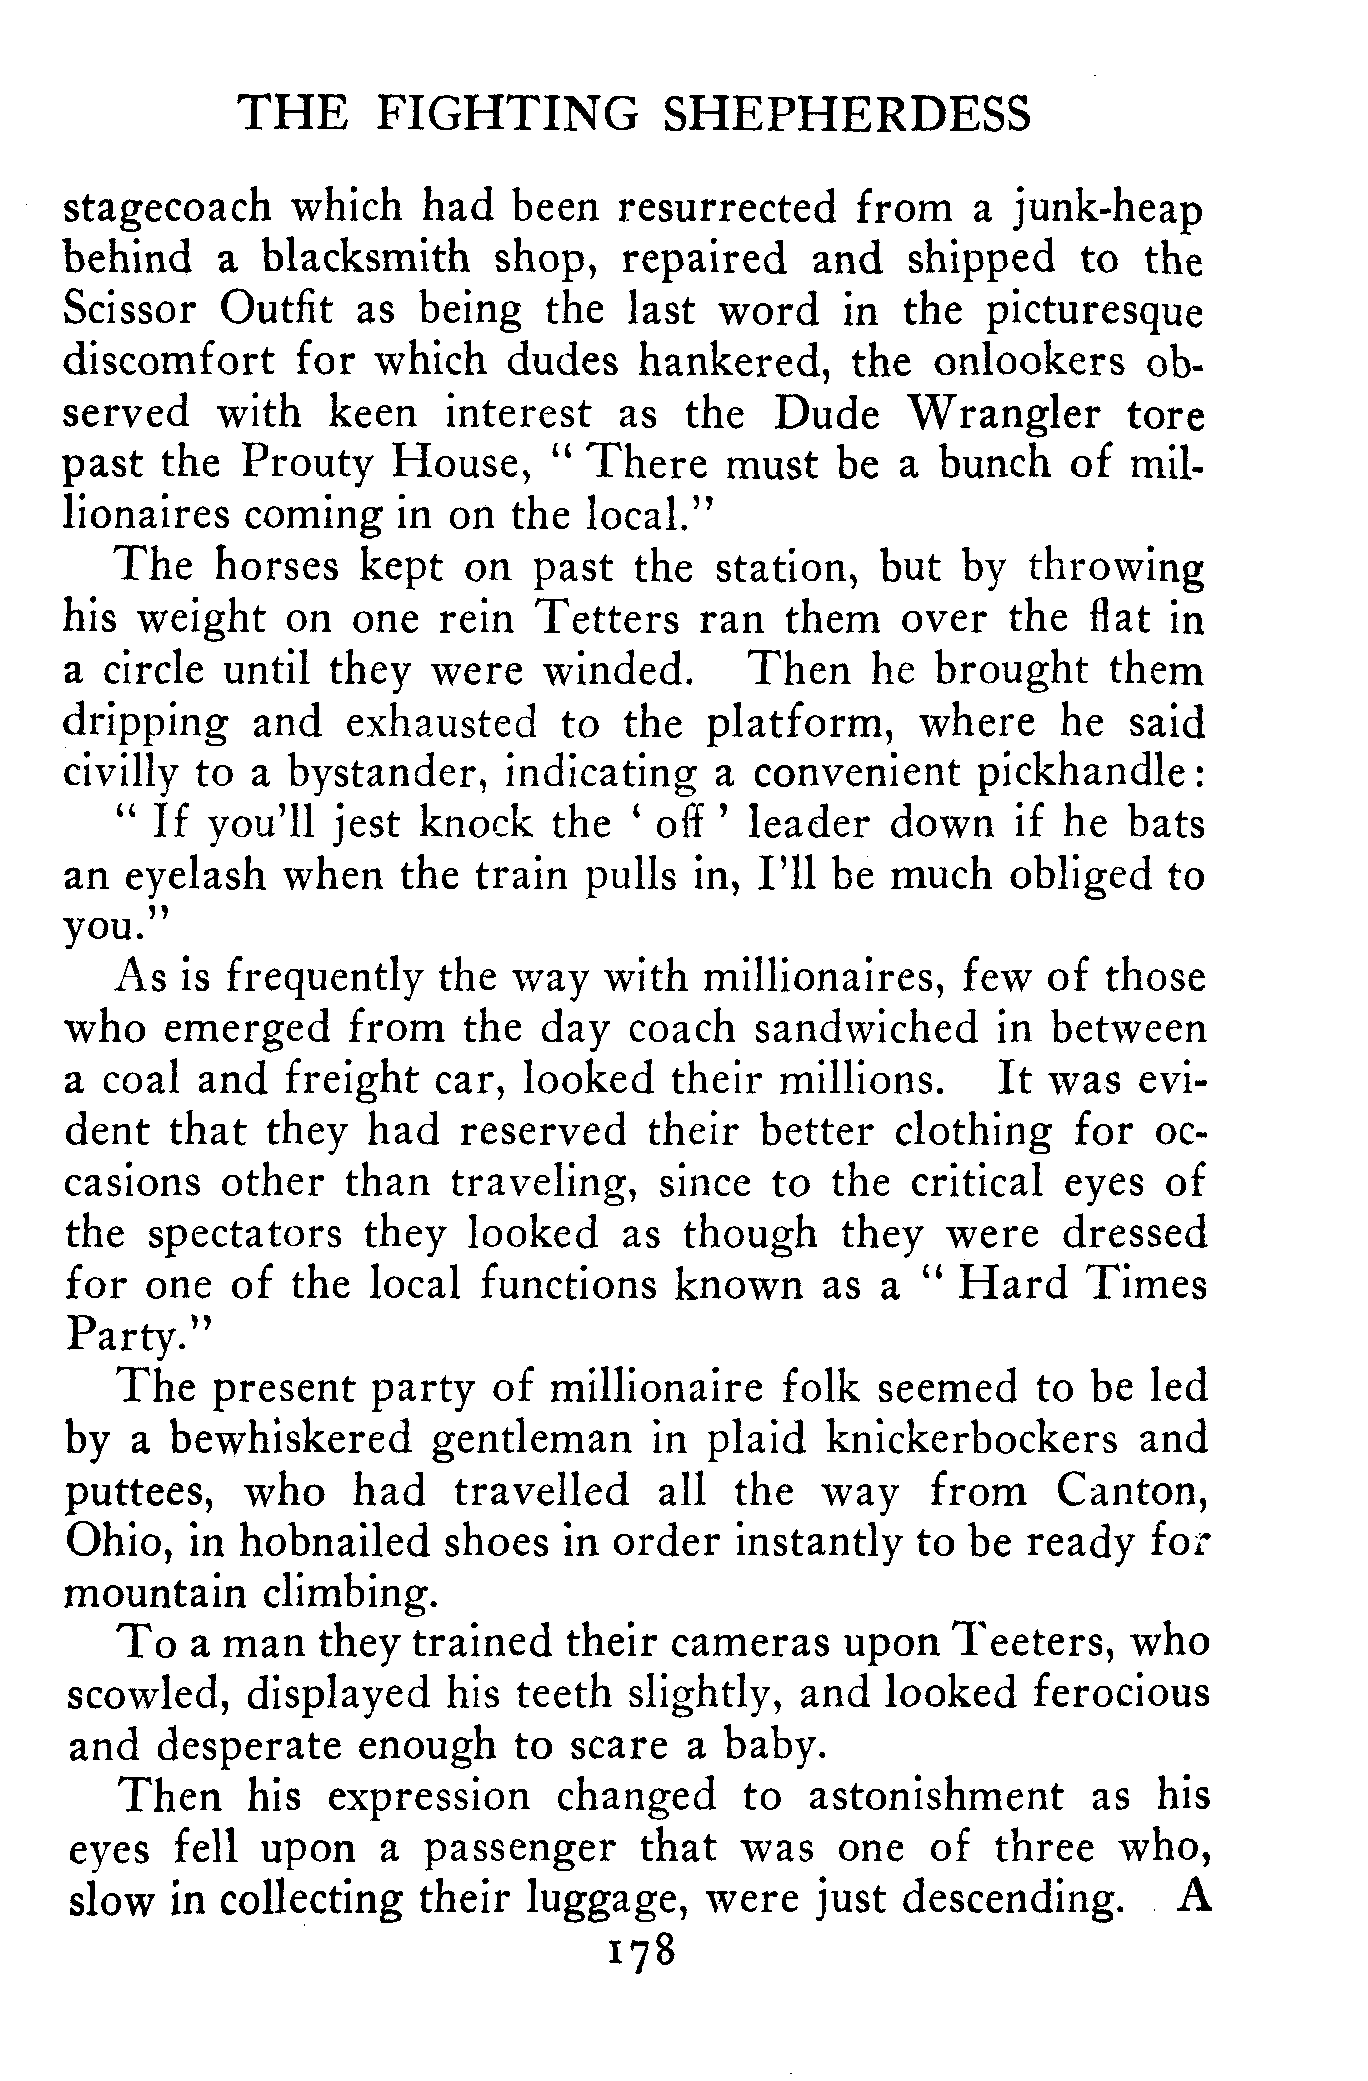 THE FIGHTING SHEPHERDESS
stagecoach which had been resurrected from a junk-heap
behind a blacksmith shop, repaired and shipped to the
Scissor Outfit as being the last word in the picturesque
discomfort for which dudes hankered, the onlookers ob-
served with keen interest as the Dude Wrangler tore
past the Prouty House, “ There must be a bunch of mil-
lionaires coming in on the local.”
The horses kept on past the station, but by throwing
his weight on one rein Tetters ran them over the flat in
a circle until they were winded. Then he brought them
dripping and exhausted to the platform, where he said
civilly to a bystander, indicating a convenient pickhandle :
“ If you’ll jest knock the ‘ off ’ leader down if he bats
an eyelash when the train pulls in, I’ll be much obliged to
you.”
As is frequently the way with millionaires, few of those
who emerged from the day coach sandwiched in between
a coal and freight car, looked their millions. It was evi-
dent that they had reserved their better clothing for oc-
casions other than traveling, since to the critical eyes of
the spectators they looked as though they were dressed
for one of the local functions known as a “ Hard Times
Party.”
The present party of millionaire folk seemed to be led
by a bewhiskered gentleman in plaid knickerbockers and
puttees, who had travelled all the way from Canton,
Ohio, in hobnailed shoes in order instantly to be ready for
mountain climbing.
To a man they trained their cameras upon Teeters, who
scowled, displayed his teeth slightly, and looked ferocious
and desperate enough to scare a baby.
Then his expression changed to astonishment as his
eyes fell upon a passenger that was one of three who,
slow in collecting their luggage, were just descending. A
178